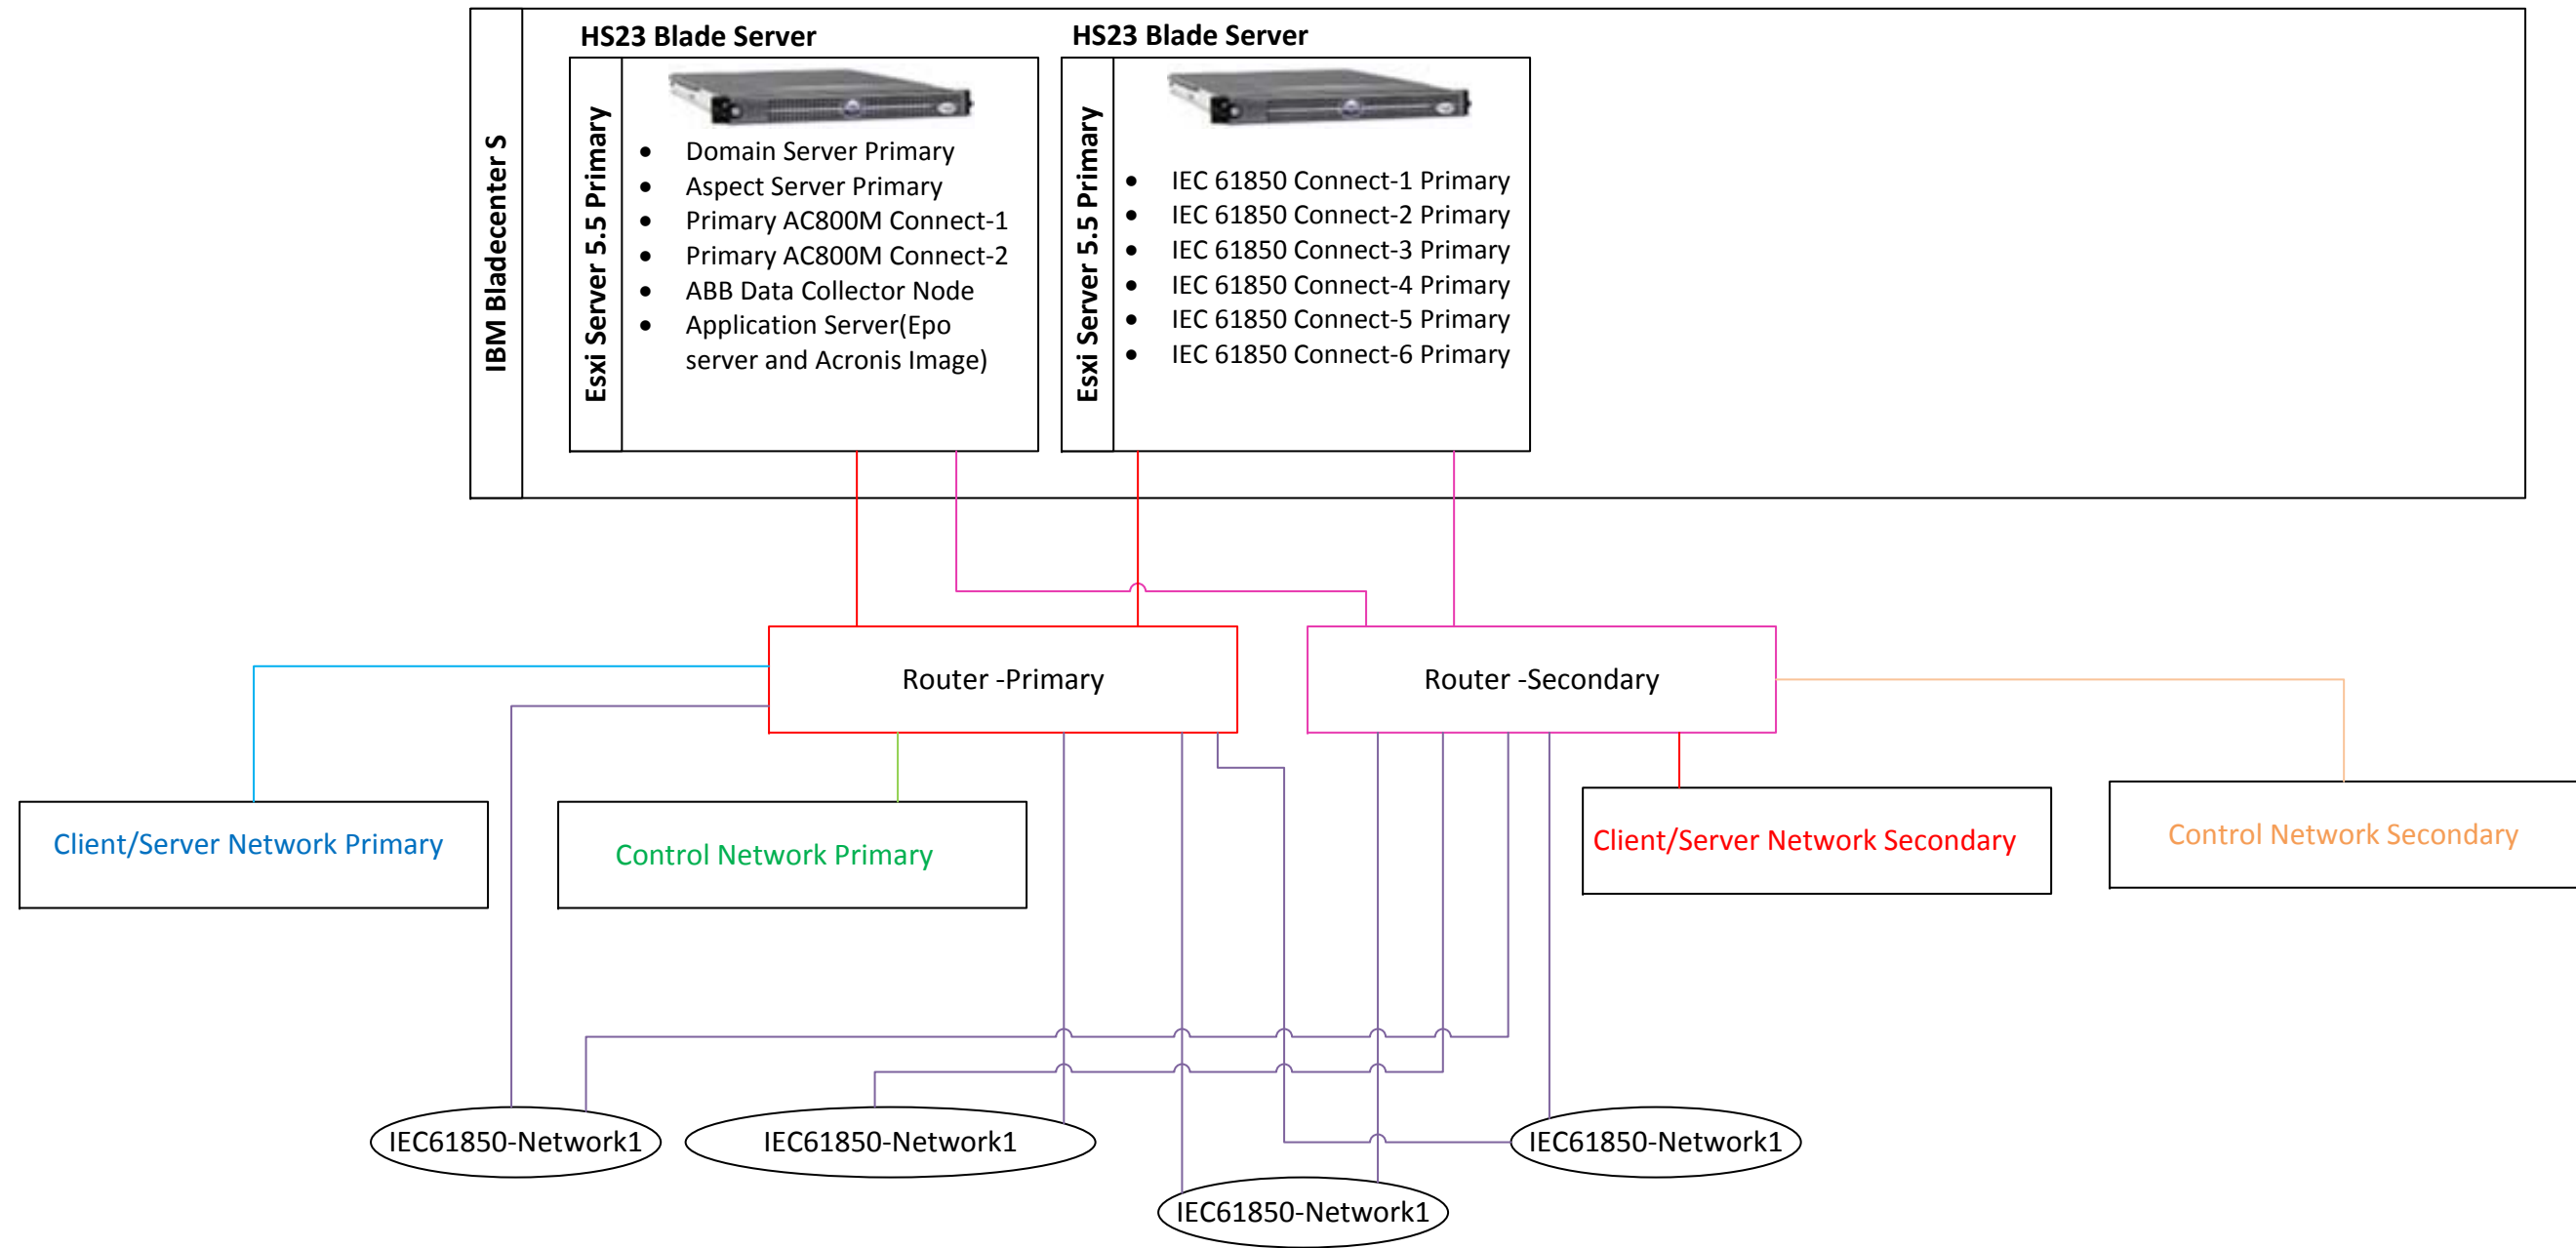 IBM Bladecenter S
HS23 Blade Server
Esxi Server 5.5 Primary
• Domain Server Primary
• Aspect Server Primary
• Primary AC800M Connect-1
• Primary AC800M Connect-2
• ABB Data Collector Node
• Application Server(Epo
server and Acronis Image)
HS23 Blade Server
Esxi Server 5.5 Primary
• IEC 61850 Connect-1 Primary
• IEC 61850 Connect-2 Primary
• IEC 61850 Connect-3 Primary
• IEC 61850 Connect-4 Primary
• IEC 61850 Connect-5 Primary
• IEC 61850 Connect-6 Primary
Router -Primary
Router -Secondary
Client/Server Network Primary
Control Network Primary
Client/Server Network Secondary
Control Network Secondary
IEC61850-Network1
IEC61850-Network1
IEC61850-Network1
IEC61850-Network1